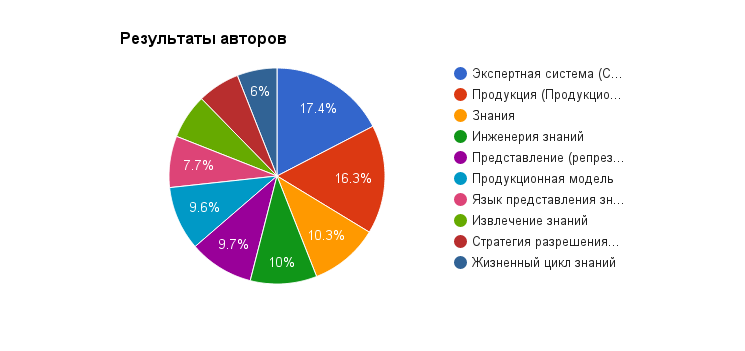 Результаты авторов
17.4%
16.3%
10.3%
10%
9.7%
9.6%
7.7%
6%
Экспертная система (С...
Продукция (Продукцио...
Знания
Инженерия знаний
Представление (репрез...
Продукционная модель
Язык представления зн...
Извлечение знаний
Стратегия разрешения...
Жизненный цикл знаний